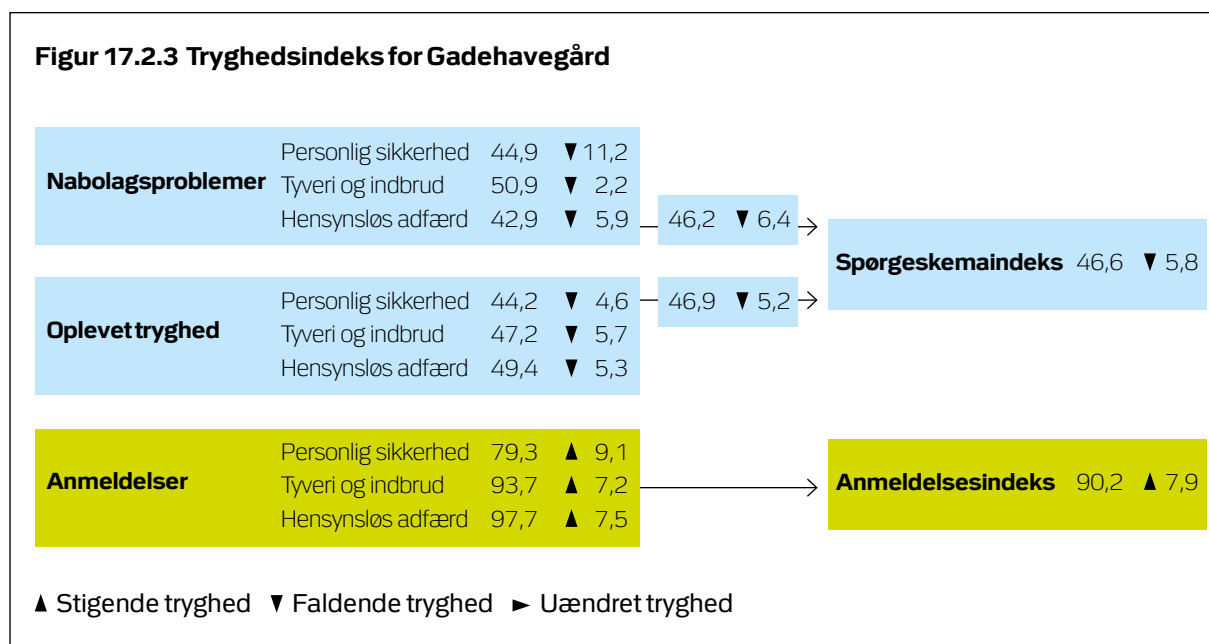 Figur 17.2.3 Tryghedsindeks for Gadehavegård
Nabolagsproblemer
Personlig sikkerhed 44,9 ▼ 11,2
Tyveri og indbrud 50,9 ▼ 2,2
Hensynsløs adfærd 42,9 ▼ 5,9
46,2 ▼ 6,4
Oplevet tryghed
Personlig sikkerhed 44,2 ▼ 4,6
Tyveri og indbrud 47,2 ▼ 5,7
Hensynsløs adfærd 49,4 ▼ 5,3
46,9 ▼ 5,2
Spørgeskemaindeks 46,6 ▼ 5,8
Anmeldelser
Personlig sikkerhed 79,3 ▲ 9,1
Tyveri og indbrud 93,7 ▲ 7,2
Hensynsløs adfærd 97,7 ▲ 7,5
Anmeldelsesindeks 90,2 ▲ 7,9
▲ Stigende tryghed ▼ Faldende tryghed ► Uændret tryghed